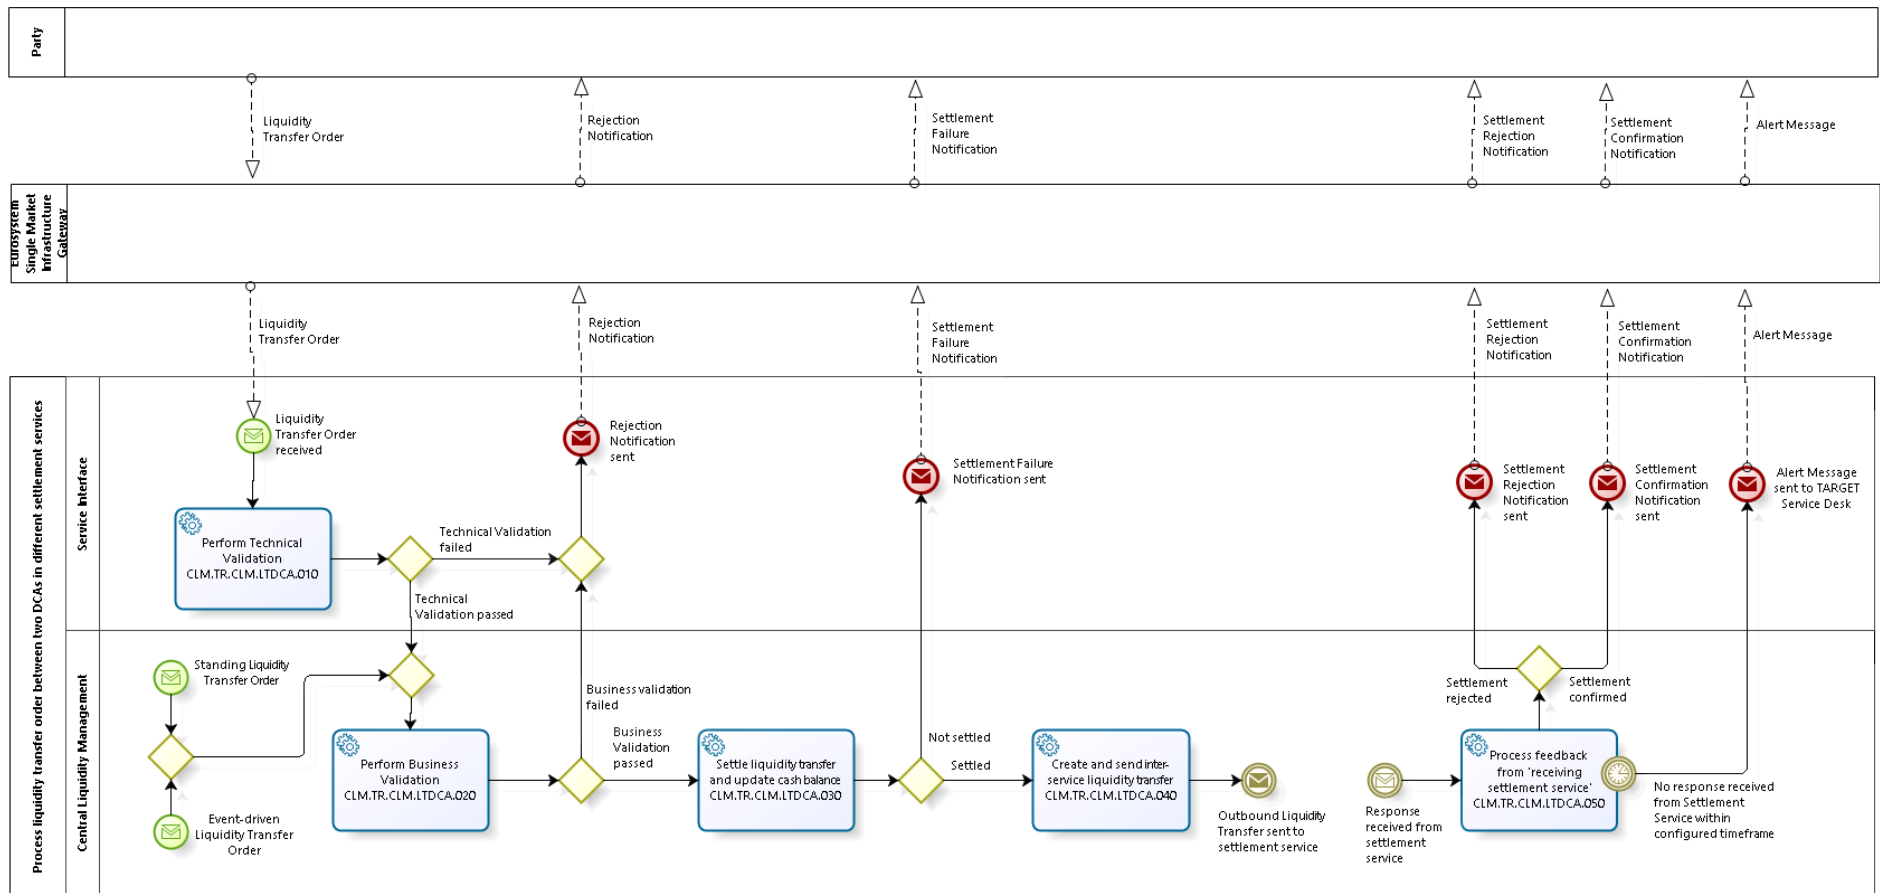 Party
Liquidity
Transfer Order
Rejection
Notification
Settlement
Failure
Notification
Settlement
Rejection
Notification
Settlement
Confirmation
Notification
Alert Message
Eurosystem
Single Market
Infrastructure
Gateway
Liquidity
Transfer Order
Rejection
Notification
Settlement
Failure
Notification
Settlement
Rejection
Notification
Settlement
Confirmation
Notification
Alert Message
Process liquidity transfer order between two DCAs in different settlement services
Service Interface
Liquidity
Transfer Order
received
Rejection
Notification
sent
Settlement Failure
Notification sent
Settlement
Rejection
Notification
sent
Settlement
Confirmation
Notification
sent
Alert Message
sent to TARGET
Service Desk
Perform Technical
Validation
CLM.TR.CLM.LTDCA.010
Technical Validation
failed
Technical
Validation passed
Central Liquidity Management
Standing Liquidity
Transfer Order
Event-driven
Liquidity Transfer
Order
Perform Business
Validation
CLM.TR.CLM.LTDCA.020
Business validation
failed
Business
Validation
passed
Settle liquidity transfer
and update cash balance
CLM.TR.CLM.LTDCA.030
Not settled
Settled
Create and send inter-
service liquidity transfer
CLM.TR.CLM.LTDCA.040
Outbound Liquidity
Transfer sent to
settlement service
Response
received from
settlement
service
Settlement
rejected
Settlement
confirmed
Process feedback
from 'receiving
settlement service'
CLM.TR.CLM.LTDCA.050
No response received
from Settlement
Service within
configured timeframe